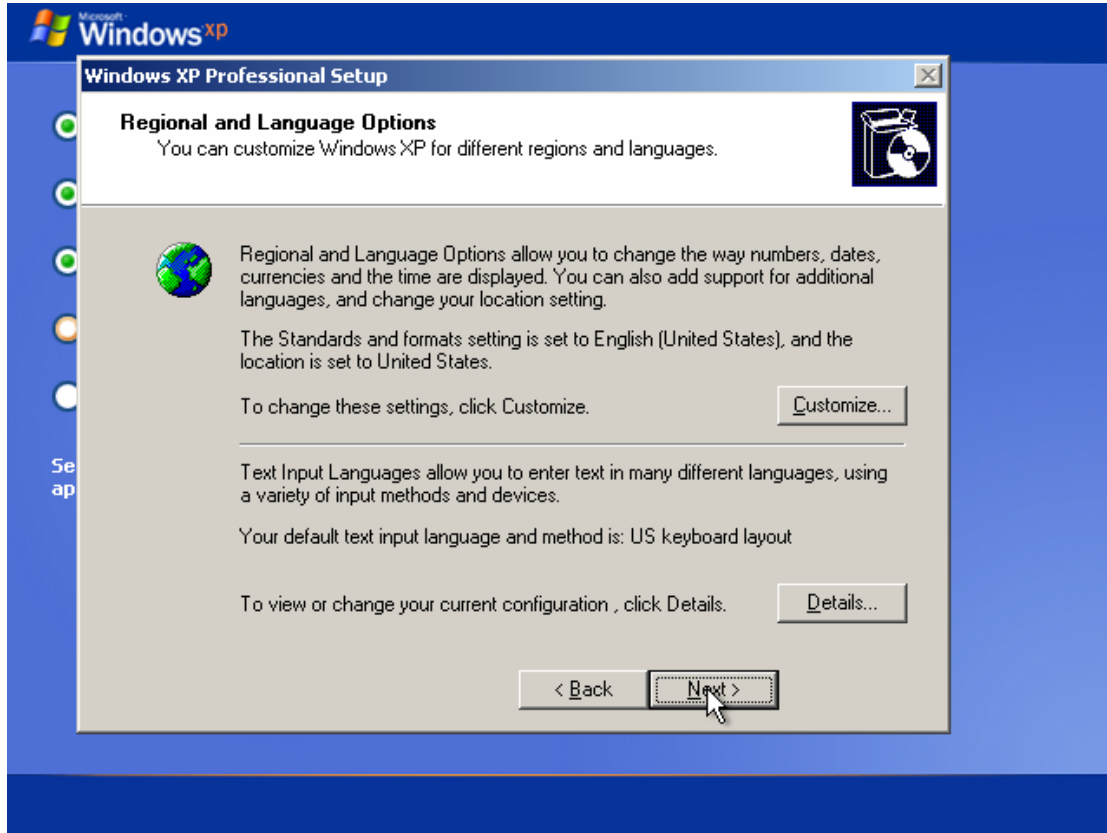 Microsoft
Windows xp
Windows XP Professional Setup
Regional and Language Options
You can customize Windows XP for different regions and languages.
Regional and Language Options allow you to change the way numbers, dates,
currencies and the time are displayed. You can also add support for additional
languages, and change your location setting.
The Standards and formats setting is set to English (United States), and the
location is set to United States.
To change these settings, click Customize.
Customize...
Se
ap
Text Input Languages allow you to enter text in many different languages, using
a variety of input methods and devices.
Your default text input language and method is: US keyboard layout
To view or change your current configuration , click Details.
Details...
< Back
Next >